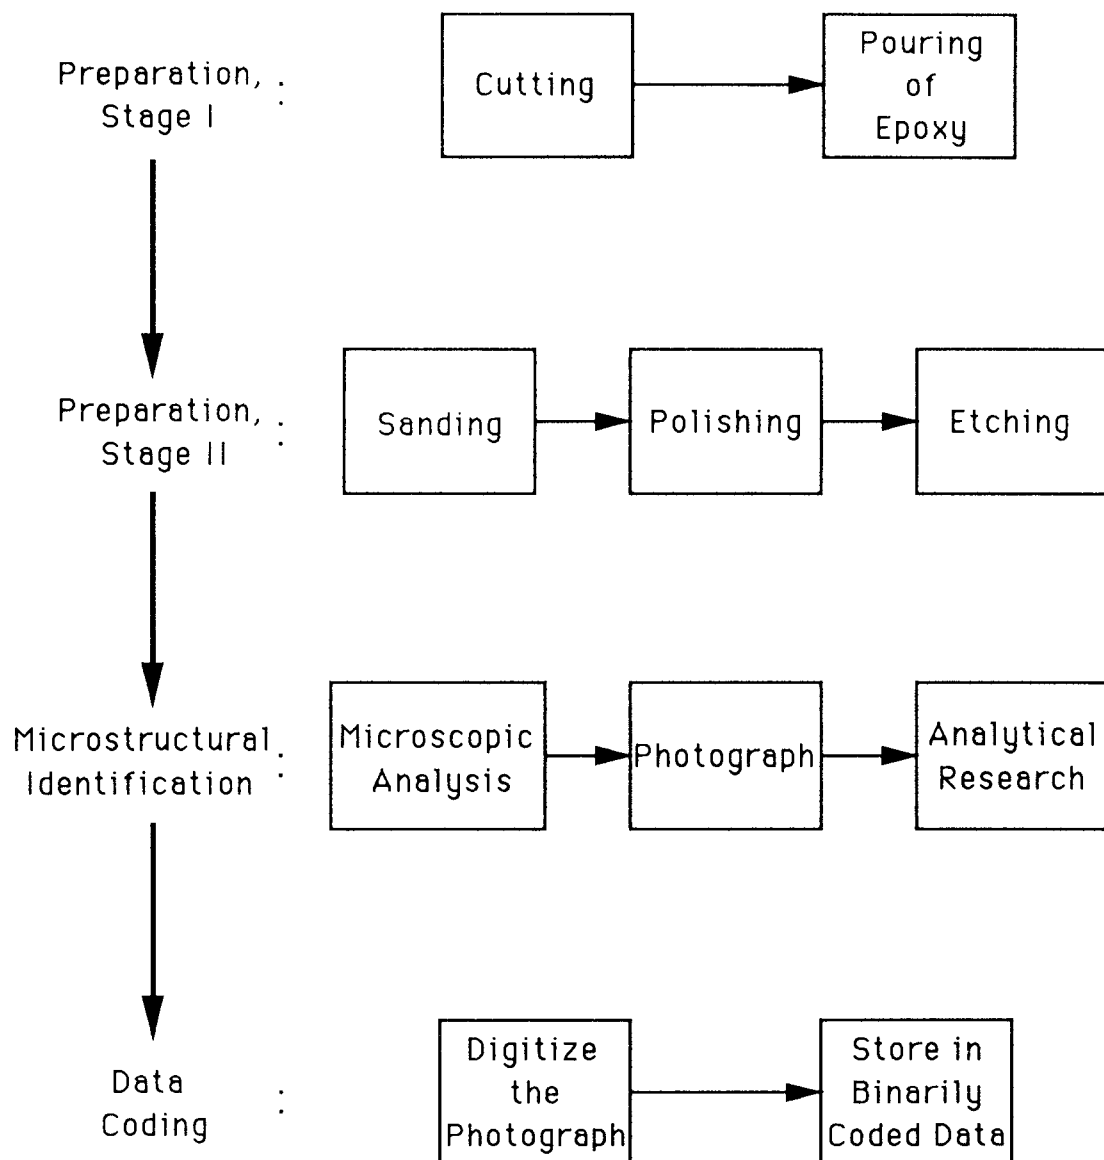 Preparation, :
Stage I
Cutting
Pouring
of
Epoxy
Preparation, :
Stage II
Sanding
Polishing
Etching
Microstructural :
Identification
Microscopic
Analysis
Photograph
Analytical
Research
Data :
Coding
Digitize
the
Photograph
Store in
Binarily
Coded Data